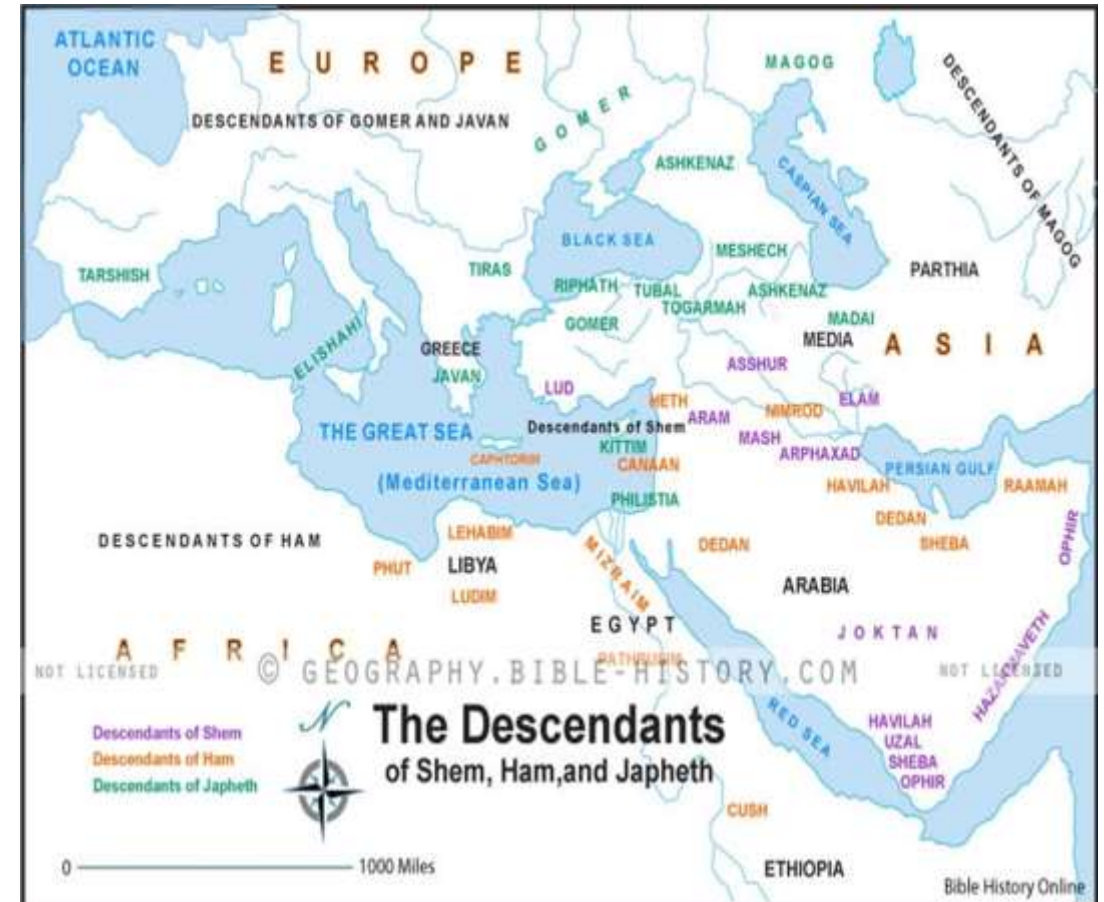 ATLANTIC
OCEAN
EUROPE
MAGOG
DESCENDANTS OF MAGOG
DESCENDANTS OF GOMER AND JAVAN
GOMER
ASHKENAZ
CASPIAN SEA
BLACK SEA
MESHECH
TARSHISH
TIRAS
PARTHIA
RIPHATH
TUBAL
ASHKENAZ
TOGARMAH
GOMER
MADAI
ELISHAHI
GREECE
MEDIA
ASIA
JAVAN
ASSHUR
LUD
HETH
ELAM
ARAM
NIMROD
THE GREAT SEA
Descendants of Shem
MASH
KITTIM
ARPHAXAD
CAPHTORIM
CANAAN
PERSIAN GULF
(Mediterranean Sea)
HAVILAH
RAAMAH
PHILISTIA
DEDAN
OPHIR
LEHABIM
DESCENDANTS OF HAM
MIZRAIM
DEDAN
SHEBA
PHUT
LIBYA
ARABIA
LUDIM
EGYPT
JOKTAN
AFRICA
PATHRUSIM
HAZARMAVETH
NOT LICENSED
© GEOGRAPHY.BIBLE-HISTORY.COM
NOT LICENSED
N
The Descendants
of Shem, Ham,and Japheth
RED SEA
HAVILAH
UZAL
SHEBA
OPHIR
Descendants of Shem
Descendants of Ham
Descendants of Japheth
CUSH
0
1000 Miles
ETHIOPIA
Bible History Online